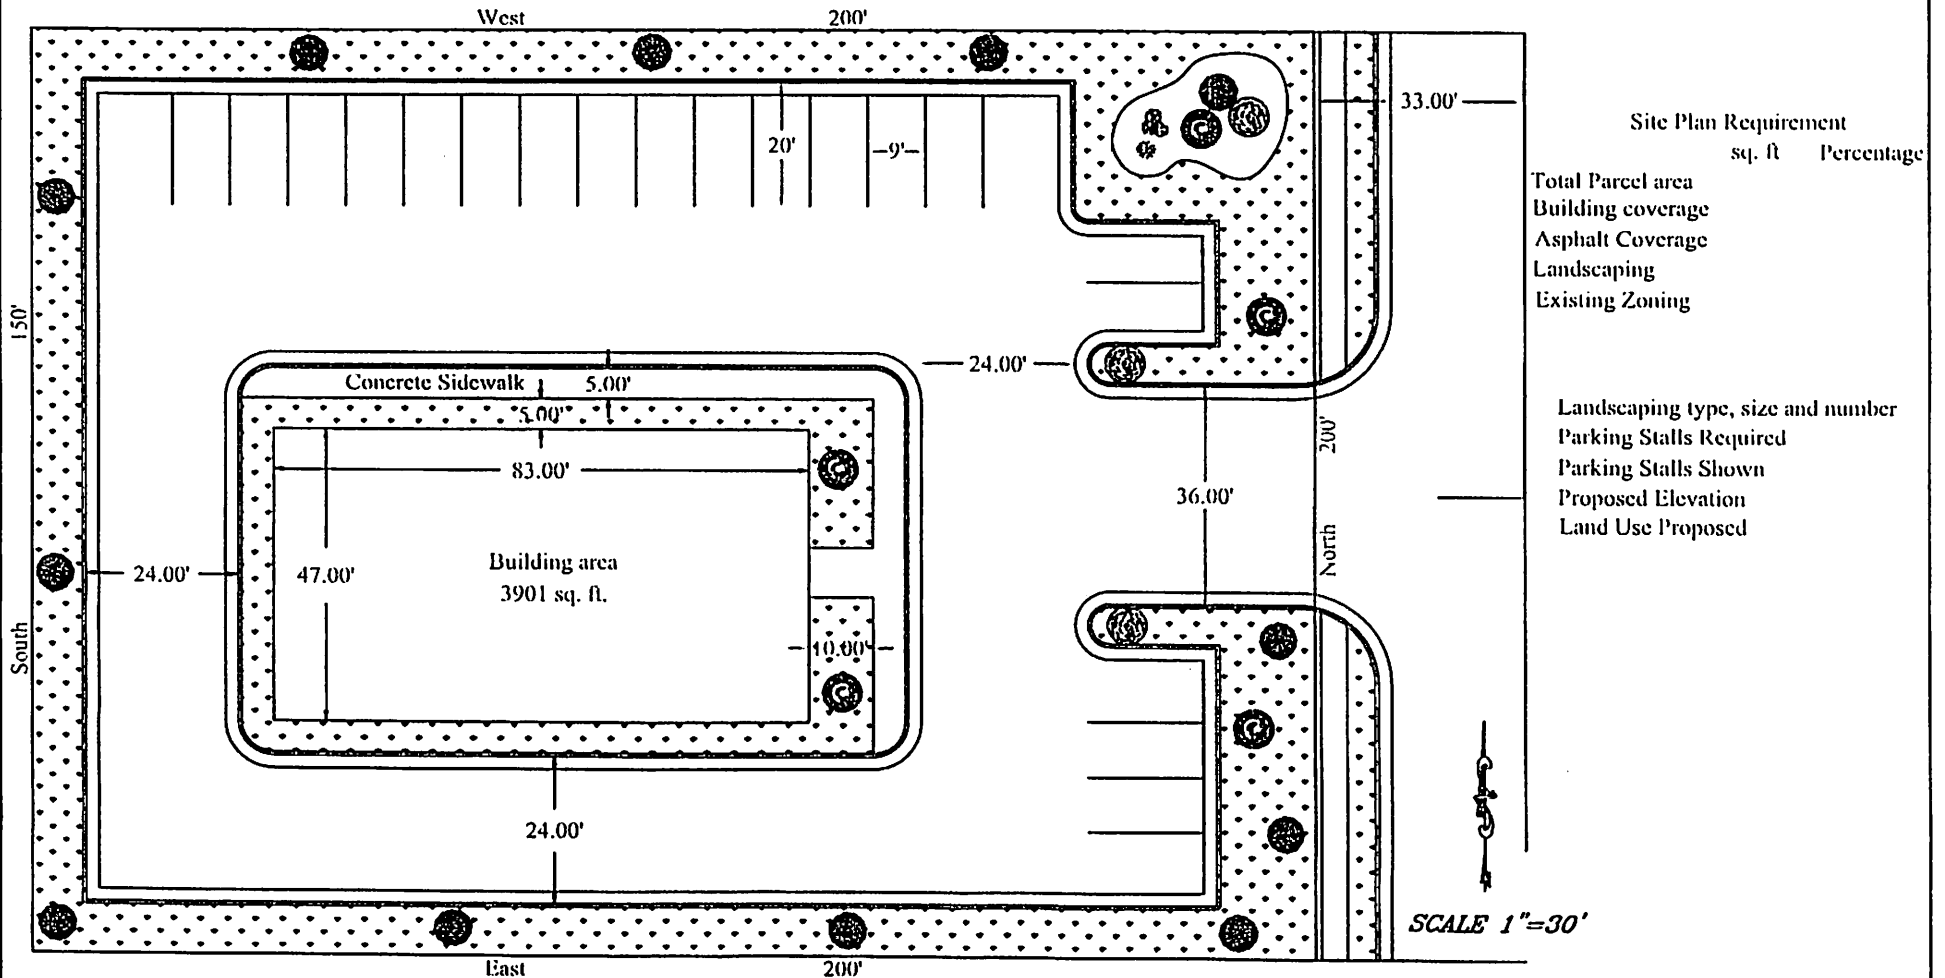 West 200'
33.00'
Site Plan Requirement
sq. ft Percentage
20'
9'
Total Parcel area
Building coverage
Asphalt Coverage
Landscaping
Existing Zoning
150'
South
24.00'
Concrete Sidewalk
5.00'
5.00'
83.00'
Landscaping type, size and number
Parking Stalls Required
Parking Stalls Shown
Proposed Elevation
Land Use Proposed
200'
North
36.00'
24.00'
47.00'
Building area
3901 sq. ft.
10.00'
24.00'
SCALE 1"=30'
East 200'
C
C
C
C
C